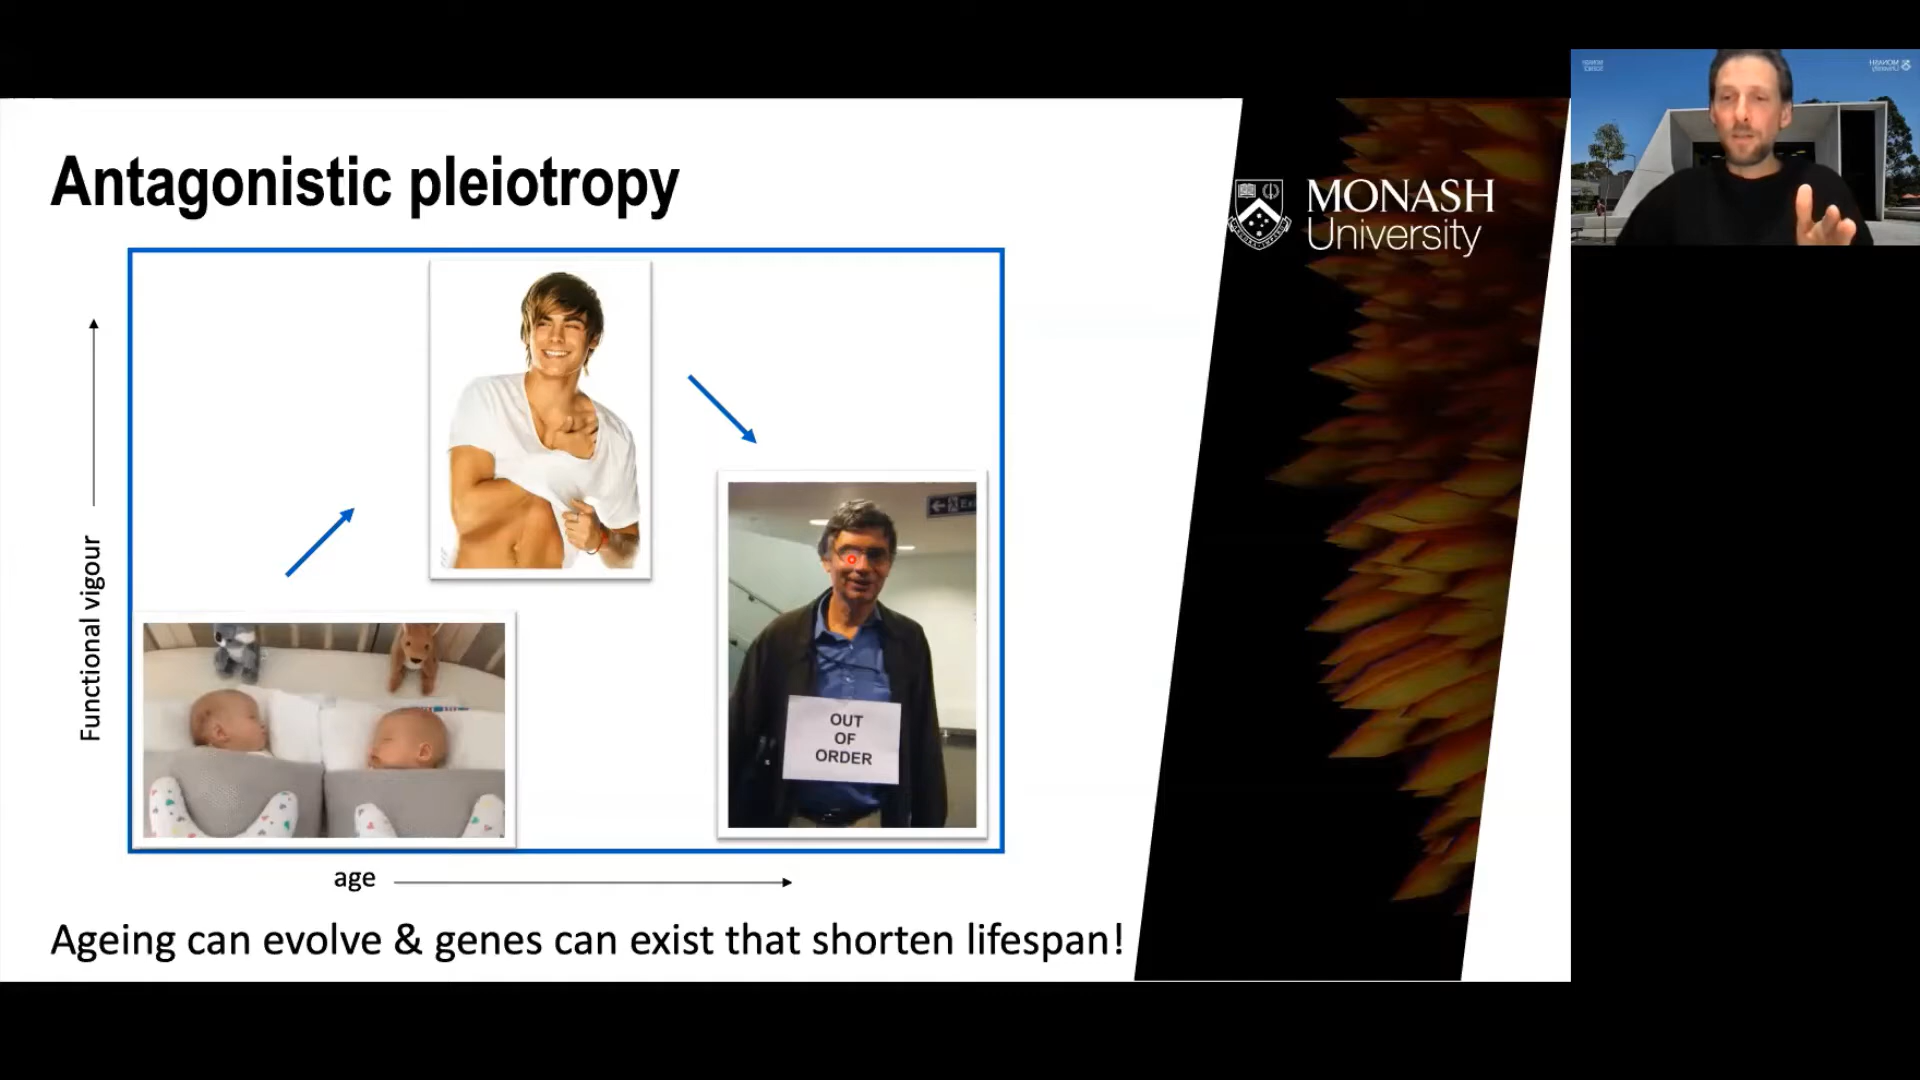 Antagonistic pleiotropy
MONASH
University
Functional vigour
OUT
OF
ORDER
age
Ageing can evolve & genes can exist that shorten lifespan!